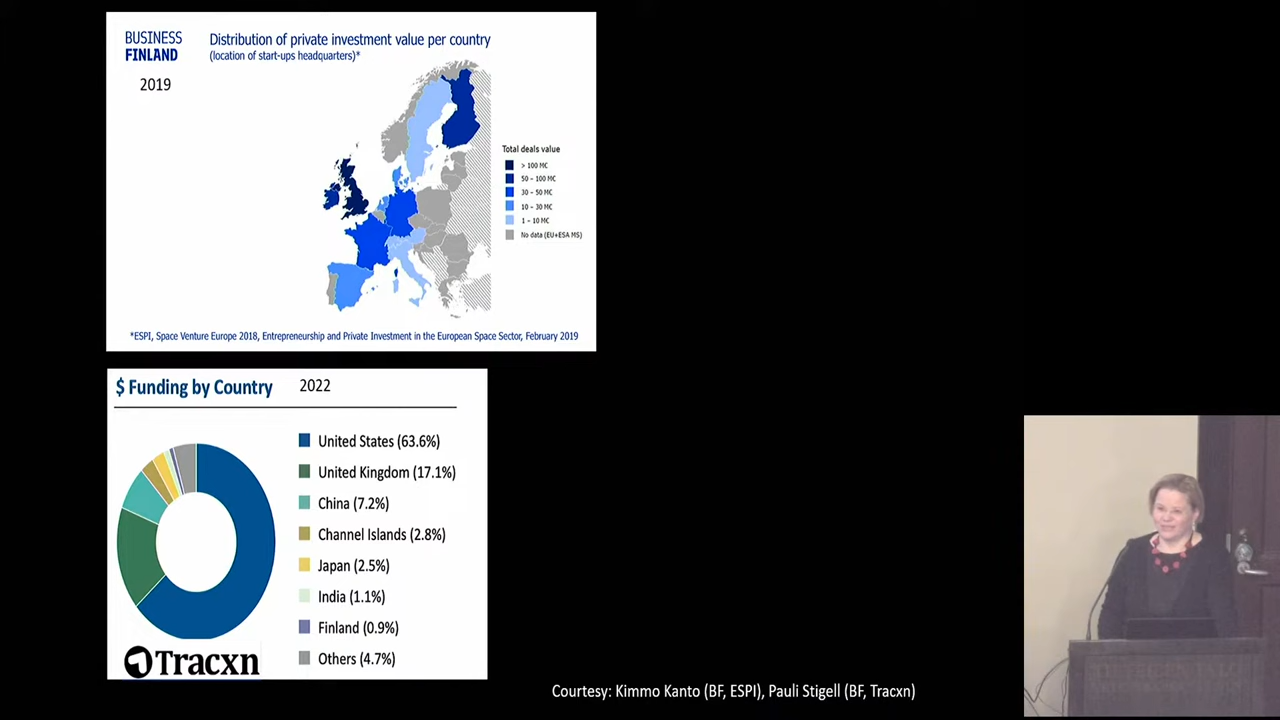 BUSINESS
FINLAND
2019
Distribution of private investment value per country
(location of start-ups headquarters)*
Total deals value
> 100 M€
50 – 100 M€
30 – 50 M€
10 – 30 M€
1 – 10 M€
No data (EU+ESA MS)
*ESPI, Space Venture Europe 2018, Entrepreneurship and Private Investment in the European Space Sector, February 2019
$ Funding by Country
2022
United States (63.6%)
United Kingdom (17.1%)
China (7.2%)
Channel Islands (2.8%)
Japan (2.5%)
India (1.1%)
Finland (0.9%)
Others (4.7%)
Tracxn
Courtesy: Kimmo Kanto (BF, ESPI), Pauli Stigell (BF, Tracxn)